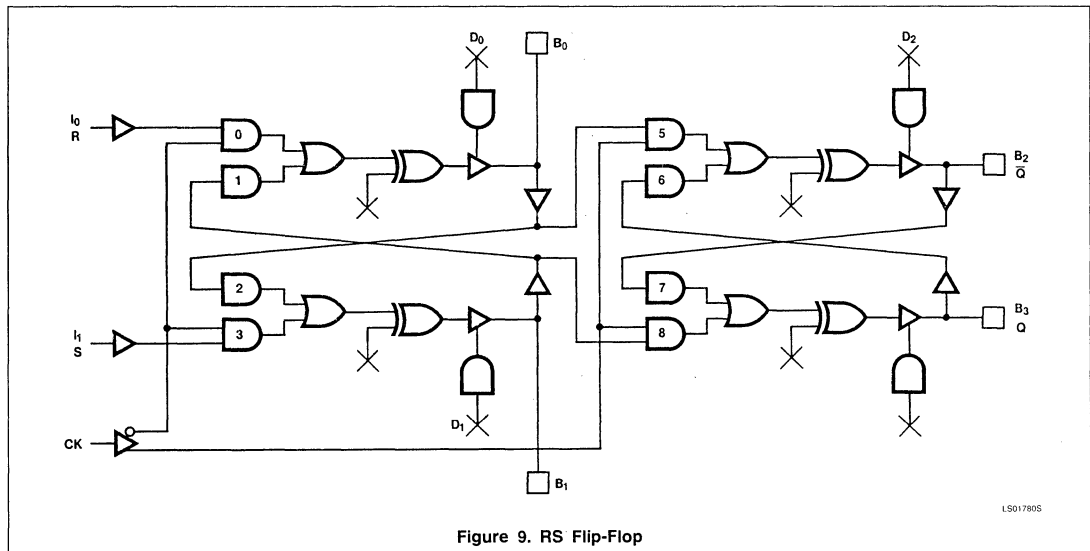 D0
B0
D2
I0
R
0
1
5
6
B2
Q̅
2
3
7
8
I1
S
B3
Q
CK
D1
B1
LS01780S
Figure 9. RS Flip-Flop